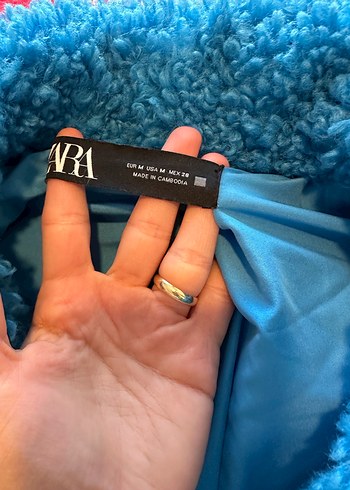 ZARA
EUR M USA M MEX 28
MADE IN CAMBODIA